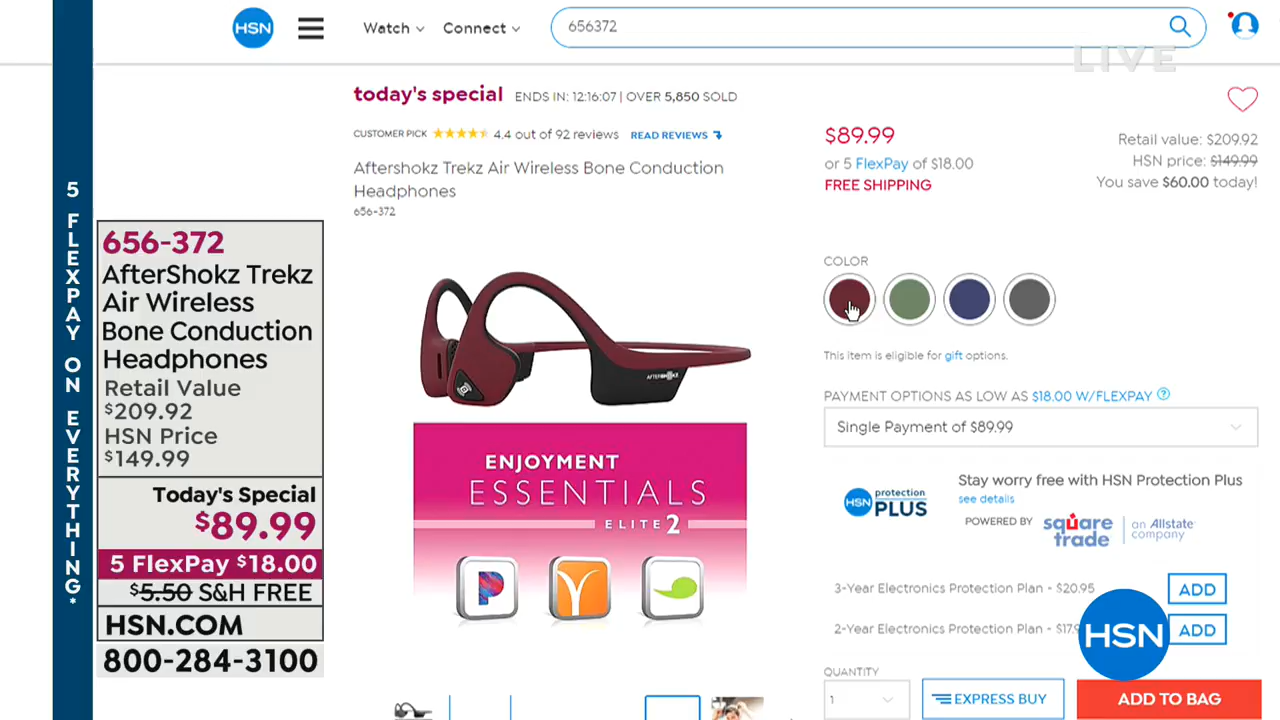 5 FLEXPAY ON EVERYTHING.*
656-372
AfterShokz Trekz
Air Wireless
Bone Conduction
Headphones
Retail Value
$209.92
HSN Price
$149.99
Today's Special
$89.99
5 FlexPay $18.00
$5.50 S&H FREE
HSN.COM
800-284-3100
HSN
Watch
Connect
656372
LIVE
today's special ENDS IN: 12:16:07 | OVER 5,850 SOLD
CUSTOMER PICK 4.4 out of 92 reviews READ REVIEWS
Aftershokz Trekz Air Wireless Bone Conduction
Headphones
656-372
AFTERSHOKZ
ENJOYMENT
ESSENTIALS
ELITE 2
$89.99
or 5 FlexPay of $18.00
FREE SHIPPING
Retail value: $209.92
HSN price: $149.99
You save $60.00 today!
COLOR
This item is eligible for gift options.
PAYMENT OPTIONS AS LOW AS $18.00 W/FLEXPAY ?
Single Payment of $89.99
HSN protection PLUS
Stay worry free with HSN Protection Plus
see details
POWERED BY square trade | an Allstate company
3-Year Electronics Protection Plan - $20.95 ADD
2-Year Electronics Protection Plan - ADD
HSN
QUANTITY
1
EXPRESS BUY
ADD TO BAG